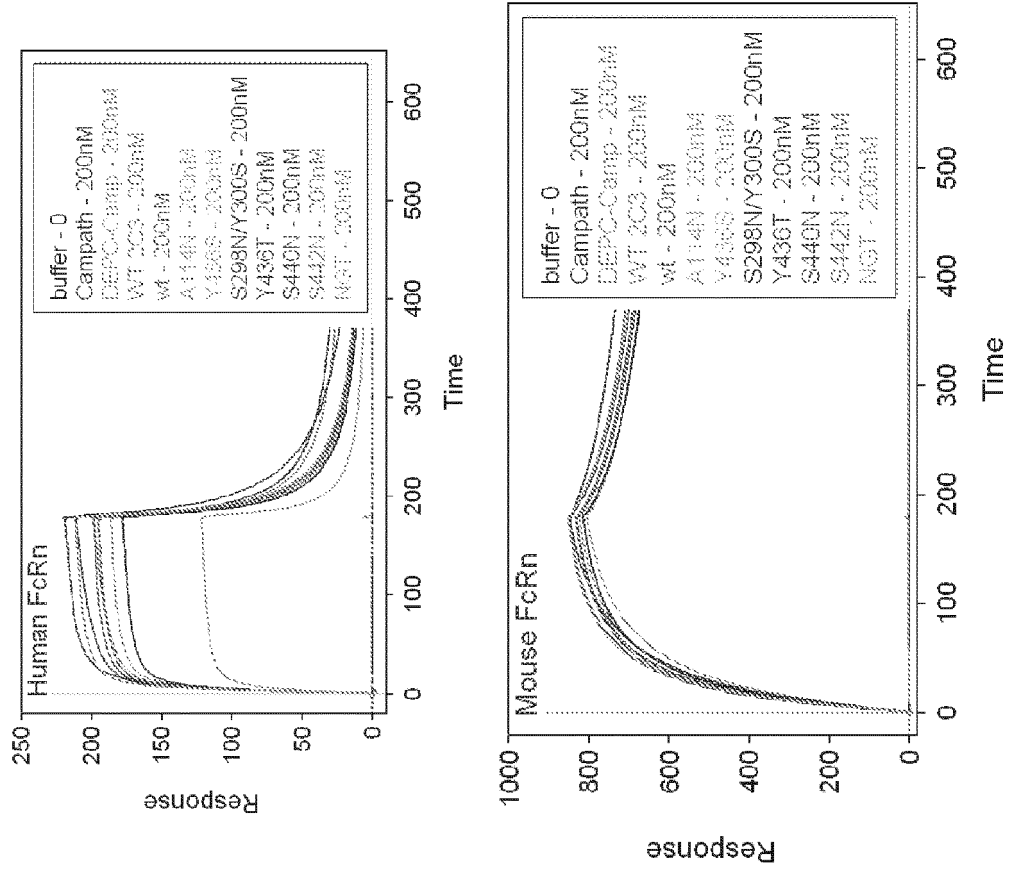 Human FcRn
Response
250
200
150
100
50
0
0
100
200
300
400
500
600
Time
buffer - 0
Campath - 200nM
DEPC-Camp - 200nM
WT 2C3 - 200nM
wt - 200nM
A114N - 200nM
Y436S - 200nM
S298N/Y300S - 200nM
Y436T - 200nM
S440N - 200nM
S442N - 200nM
NGT - 200nM
Mouse FcRn
Response
1000
800
600
400
200
0
0
100
200
300
400
500
600
Time
buffer - 0
Campath - 200nM
DEPC-Camp - 200nM
WT 2C3 - 200nM
wt - 200nM
A114N - 200nM
Y436S - 200nM
S298N/Y300S - 200nM
Y436T - 200nM
S440N - 200nM
S442N - 200nM
NGT - 200nM